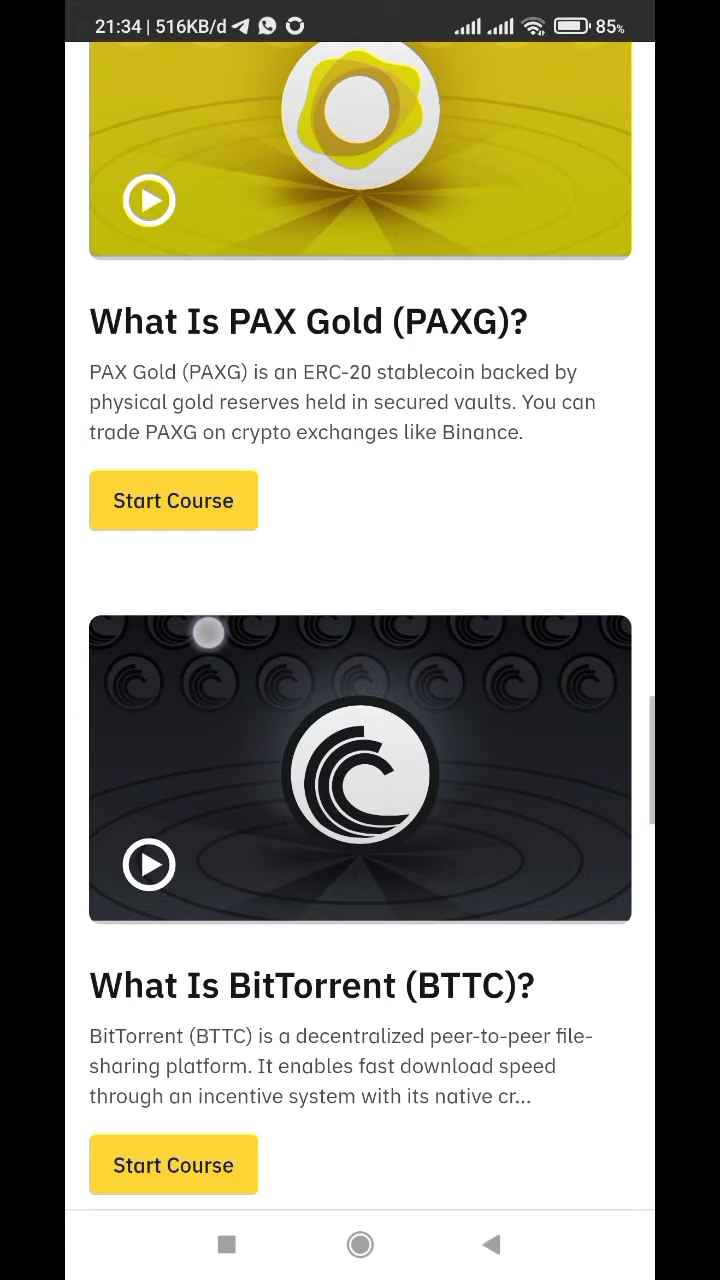 21:34 | 516KB/d
85%
What Is PAX Gold (PAXG)?
PAX Gold (PAXG) is an ERC-20 stablecoin backed by
physical gold reserves held in secured vaults. You can
trade PAXG on crypto exchanges like Binance.
Start Course
What Is BitTorrent (BTTC)?
BitTorrent (BTTC) is a decentralized peer-to-peer file-
sharing platform. It enables fast download speed
through an incentive system with its native cr...
Start Course